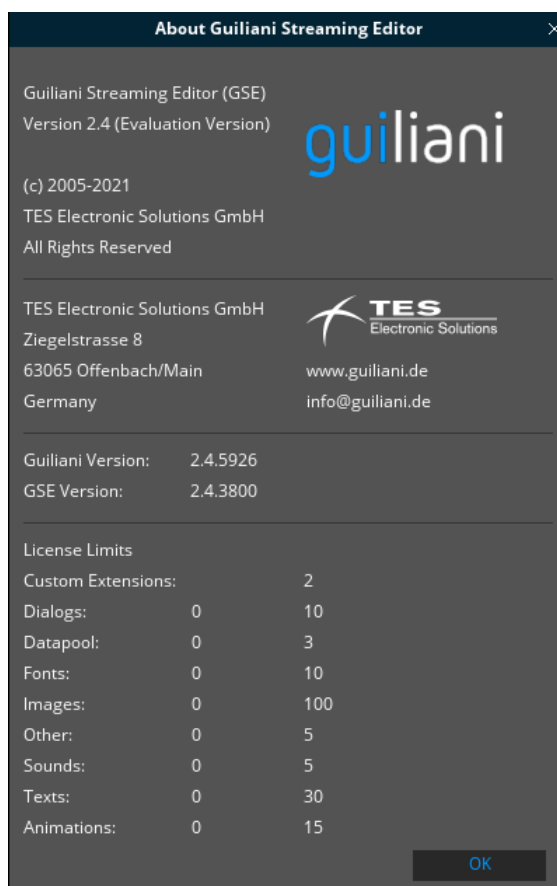 About Guiliani Streaming Editor
Guiliani Streaming Editor (GSE)
Version 2.4 (Evaluation Version)
guiliani
(c) 2005-2021
TES Electronic Solutions GmbH
All Rights Reserved
TES Electronic Solutions GmbH
Ziegelstrasse 8
63065 Offenbach/Main
Germany
TES
Electronic Solutions
www.guiliani.de
info@guiliani.de
Guiliani Version: 2.4.5926
GSE Version: 2.4.3800
License Limits
Custom Extensions: 2
Dialogs: 0 10
Datapool: 0 3
Fonts: 0 10
Images: 0 100
Other: 0 5
Sounds: 0 5
Texts: 0 30
Animations: 0 15
OK